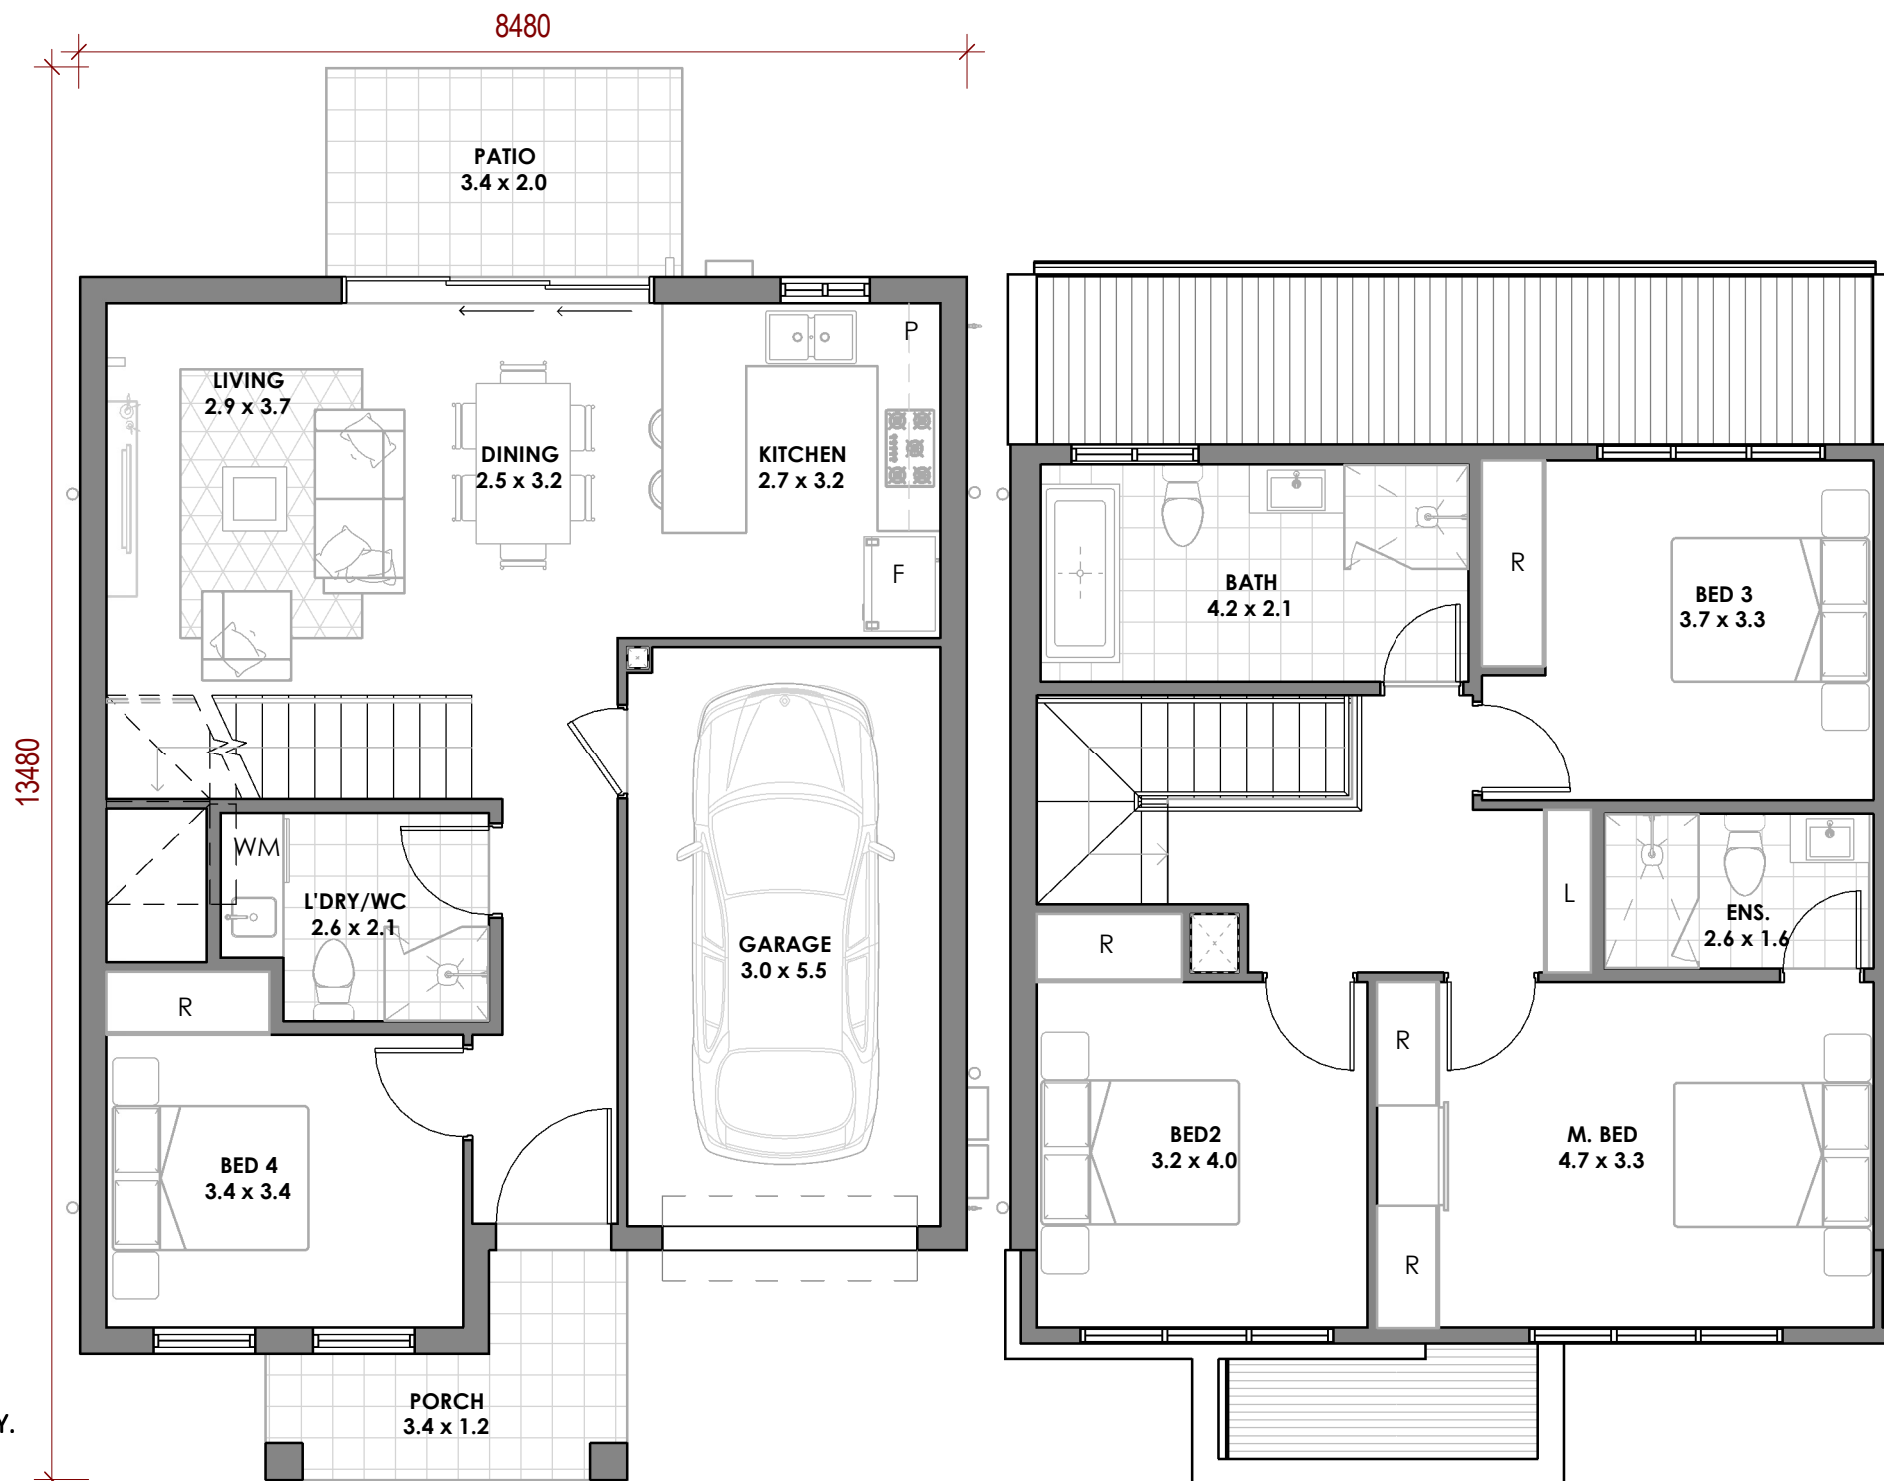 8480
13480
PATIO
3.4 x 2.0
P
LIVING
2.9 x 3.7
DINING
2.5 x 3.2
KITCHEN
2.7 x 3.2
F
WM
L'DRY/WC
2.6 x 2.1
R
GARAGE
3.0 x 5.5
BED 4
3.4 x 3.4
PORCH
3.4 x 1.2
Y.
BATH
4.2 x 2.1
R
BED 3
3.7 x 3.3
L
ENS.
2.6 x 1.6
R
R
BED2
3.2 x 4.0
M. BED
4.7 x 3.3
R